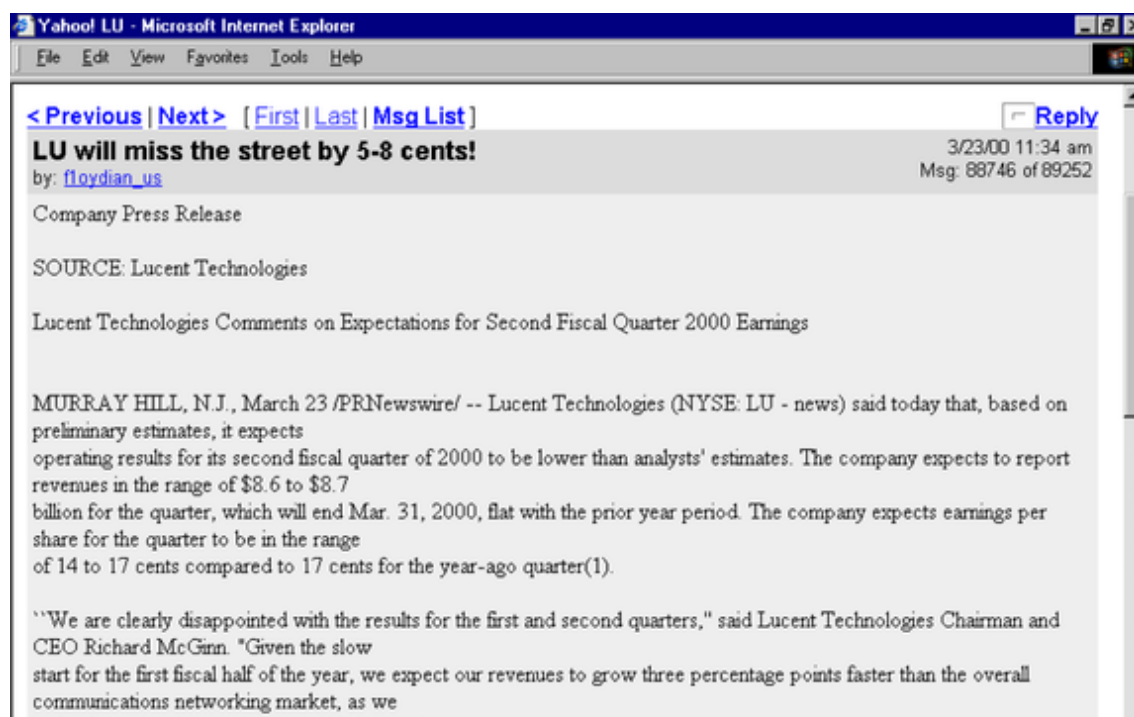 Yahoo! LU - Microsoft Internet Explorer
File Edit View Favorites Tools Help
< Previous | Next > [ First | Last | Msg List ]
Reply
LU will miss the street by 5-8 cents!
3/23/00 11:34 am
by: f1oydian_us
Msg: 88746 of 89252
Company Press Release
SOURCE: Lucent Technologies
Lucent Technologies Comments on Expectations for Second Fiscal Quarter 2000 Earnings
MURRAY HILL, N.J., March 23 /PRNewswire/ -- Lucent Technologies (NYSE: LU - news) said today that, based on
preliminary estimates, it expects
operating results for its second fiscal quarter of 2000 to be lower than analysts' estimates. The company expects to report
revenues in the range of $8.6 to $8.7
billion for the quarter, which will end Mar. 31, 2000, flat with the prior year period. The company expects earnings per
share for the quarter to be in the range
of 14 to 17 cents compared to 17 cents for the year-ago quarter(1).
``We are clearly disappointed with the results for the first and second quarters," said Lucent Technologies Chairman and
CEO Richard McGinn. "Given the slow
start for the first fiscal half of the year, we expect our revenues to grow three percentage points faster than the overall
communications networking market, as we